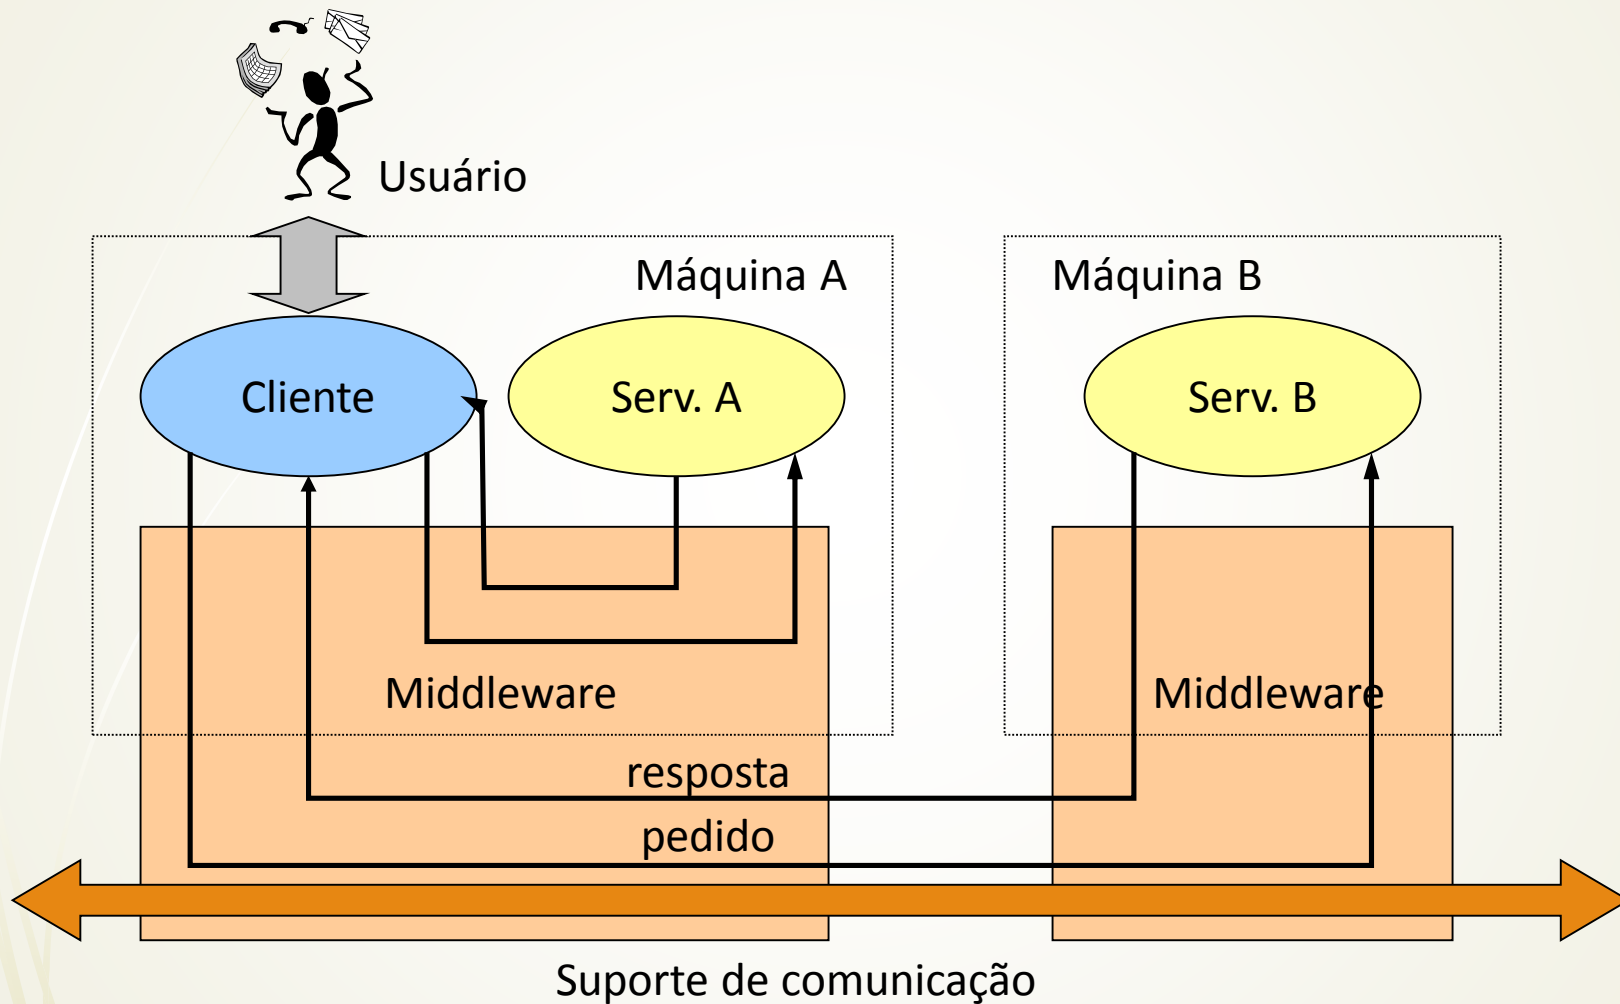 Usuário
Máquina A
Máquina B
Cliente
Serv. A
Serv. B
Middleware
Middleware
resposta
pedido
Suporte de comunicação